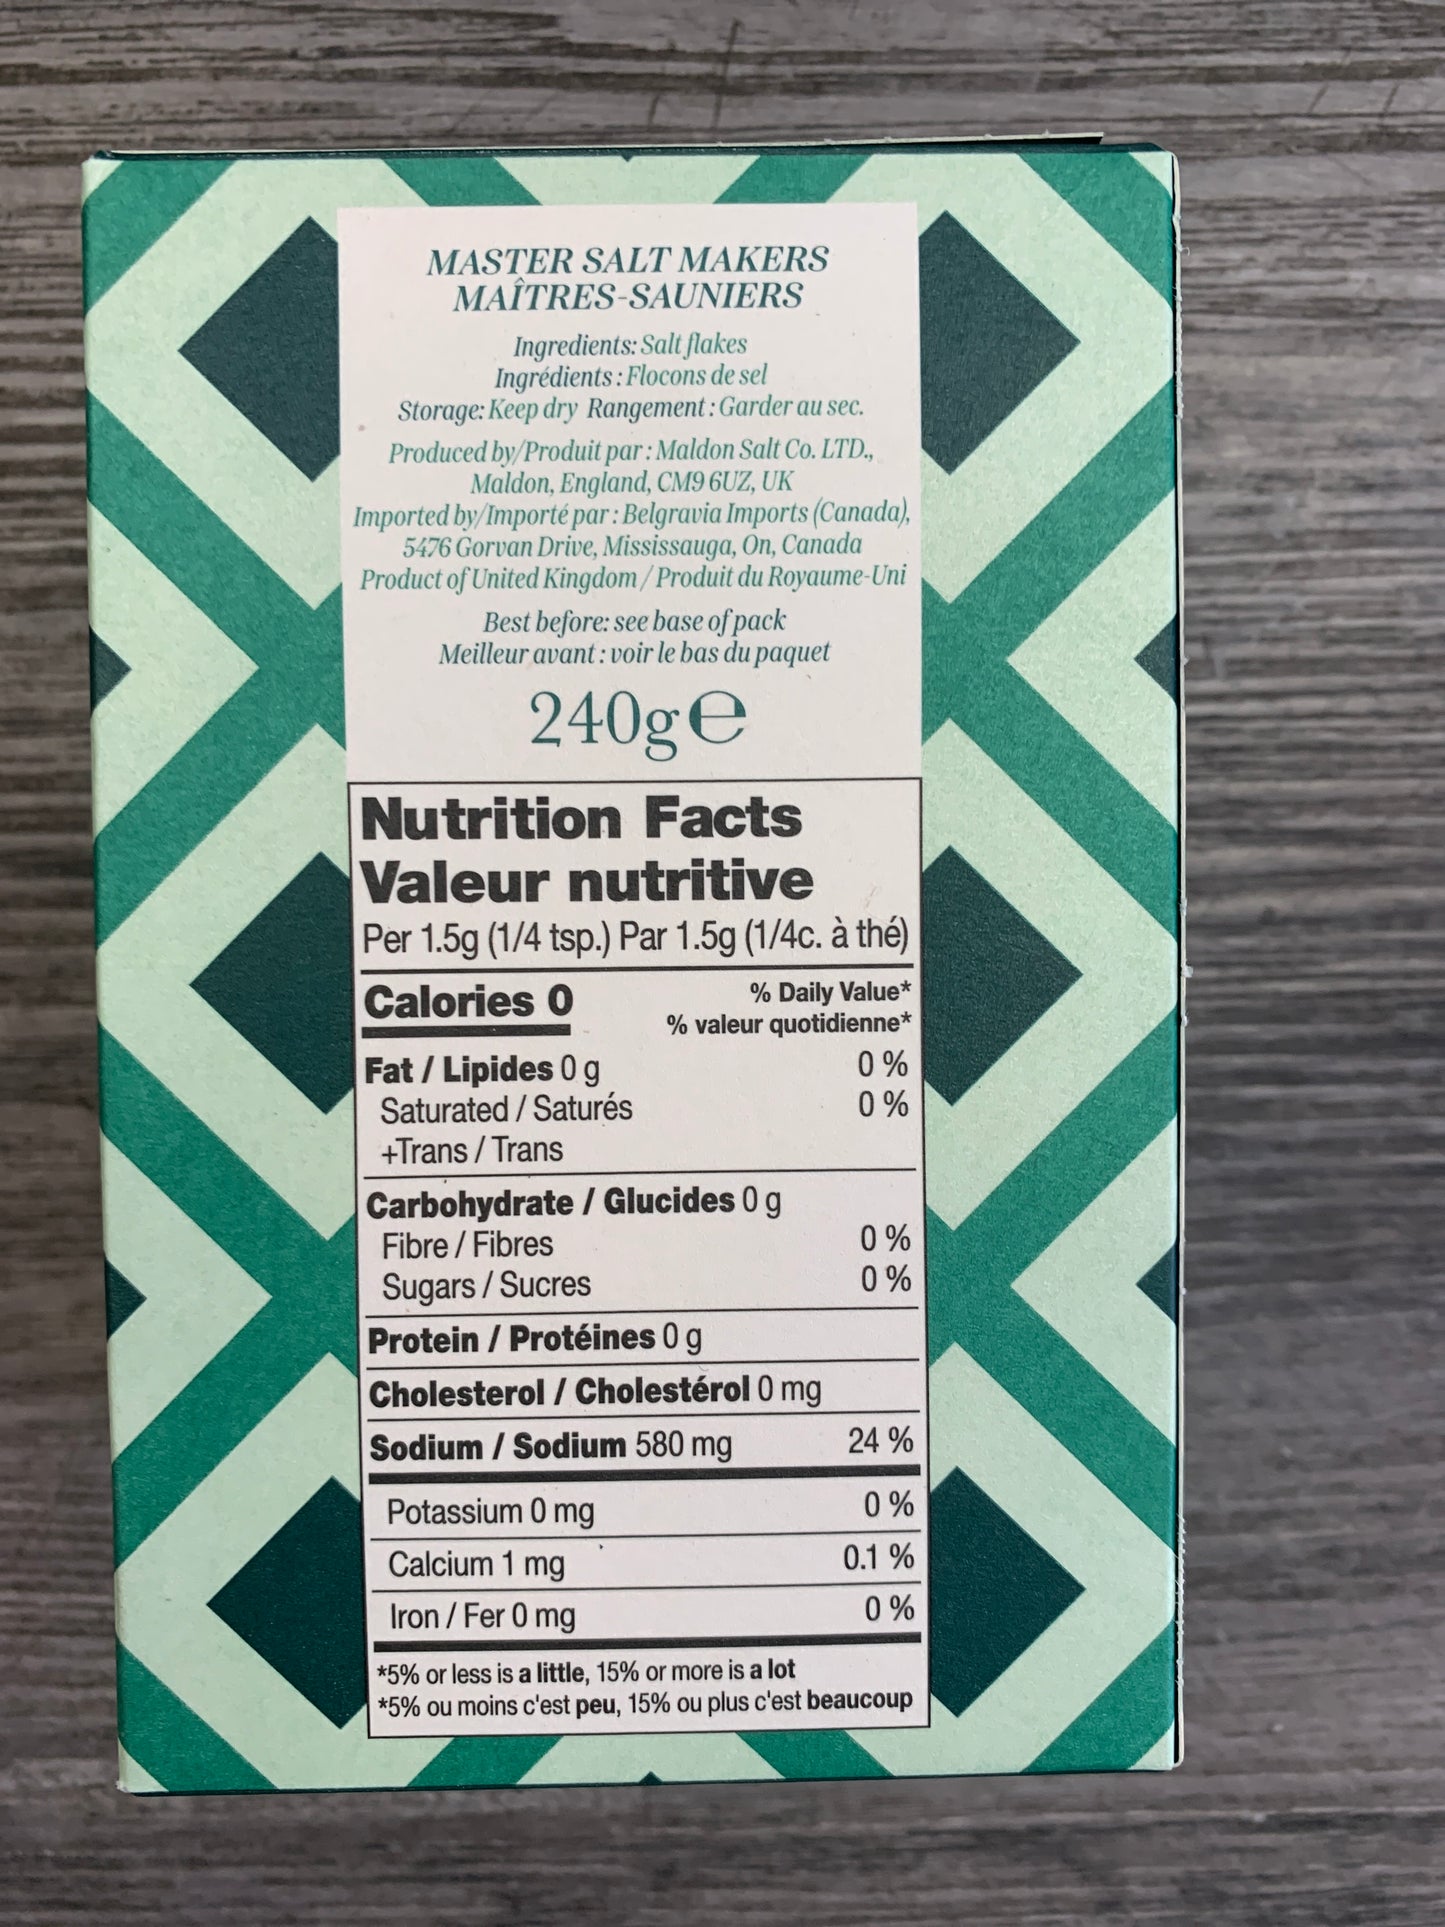 MASTER SALT MAKERS
MAÎTRES-SAUNIERS
Ingredients: Salt flakes
Ingrédients : Flocons de sel
Storage: Keep dry Rangement : Garder au sec.
Produced by/Produit par : Maldon Salt Co. LTD.,
Maldon, England, CM9 6UZ, UK
Imported by/Importé par : Belgravia Imports (Canada),
5476 Gorvan Drive, Mississauga, On, Canada
Product of United Kingdom / Produit du Royaume-Uni
Best before: see base of pack
Meilleur avant : voir le bas du paquet
240g℮
Nutrition Facts
Valeur nutritive
Per 1.5g (1/4 tsp.) Par 1.5g (1/4c. à thé)
Calories 0
% Daily Value*
% valeur quotidienne*
Fat / Lipides 0 g 0 %
Saturated / Saturés 0 %
+Trans / Trans
Carbohydrate / Glucides 0 g
Fibre / Fibres 0 %
Sugars / Sucres 0 %
Protein / Protéines 0 g
Cholesterol / Cholestérol 0 mg
Sodium / Sodium 580 mg 24 %
Potassium 0 mg 0 %
Calcium 1 mg 0.1 %
Iron / Fer 0 mg 0 %
*5% or less is a little, 15% or more is a lot
*5% ou moins c'est peu, 15% ou plus c'est beaucoup